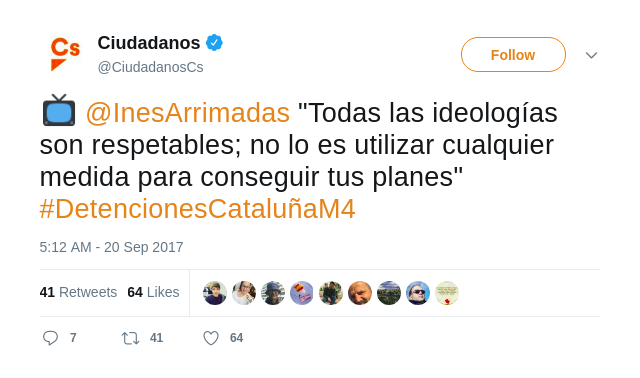 Cs
Ciudadanos
@CiudadanosCs
Follow
@InesArrimadas "Todas las ideologías
son respetables; no lo es utilizar cualquier
medida para conseguir tus planes"
#DetencionesCataluñaM4
5:12 AM - 20 Sep 2017
41 Retweets 64 Likes
7 41 64